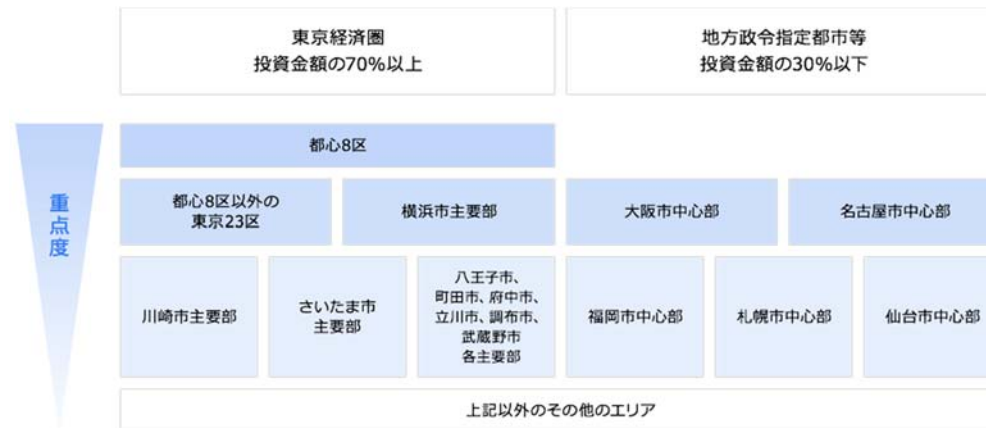 東京経済圏
投資金額の70%以上
地方政令指定都市等
投資金額の30%以下
重点度
都心8区
都心8区以外の
東京23区
横浜市主要部
大阪市中心部
名古屋市中心部
川崎市主要部
さいたま市
主要部
八王子市、
町田市、府中市、
立川市、調布市、
武蔵野市
各主要部
福岡市中心部
札幌市中心部
仙台市中心部
上記以外のその他のエリア